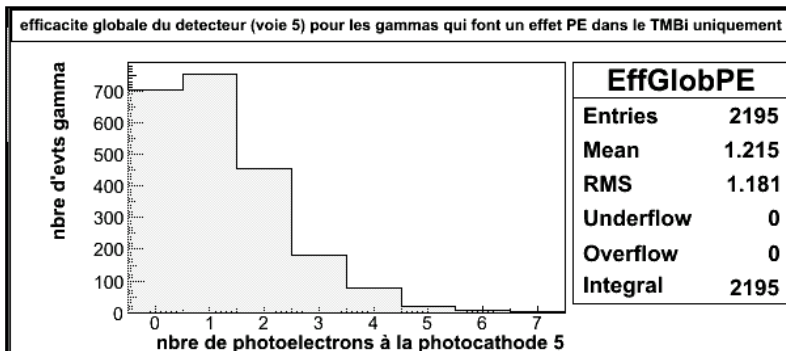 efficacite globale du detecteur (voie 5) pour les gammas qui font un effet PE dans le TMBi uniquement
nbre d'evts gamma
700
600
500
400
300
200
100
0
0 1 2 3 4 5 6 7
nbre de photoelectrons à la photocathode 5
EffGlobPE
Entries 2195
Mean 1.215
RMS 1.181
Underflow 0
Overflow 0
Integral 2195